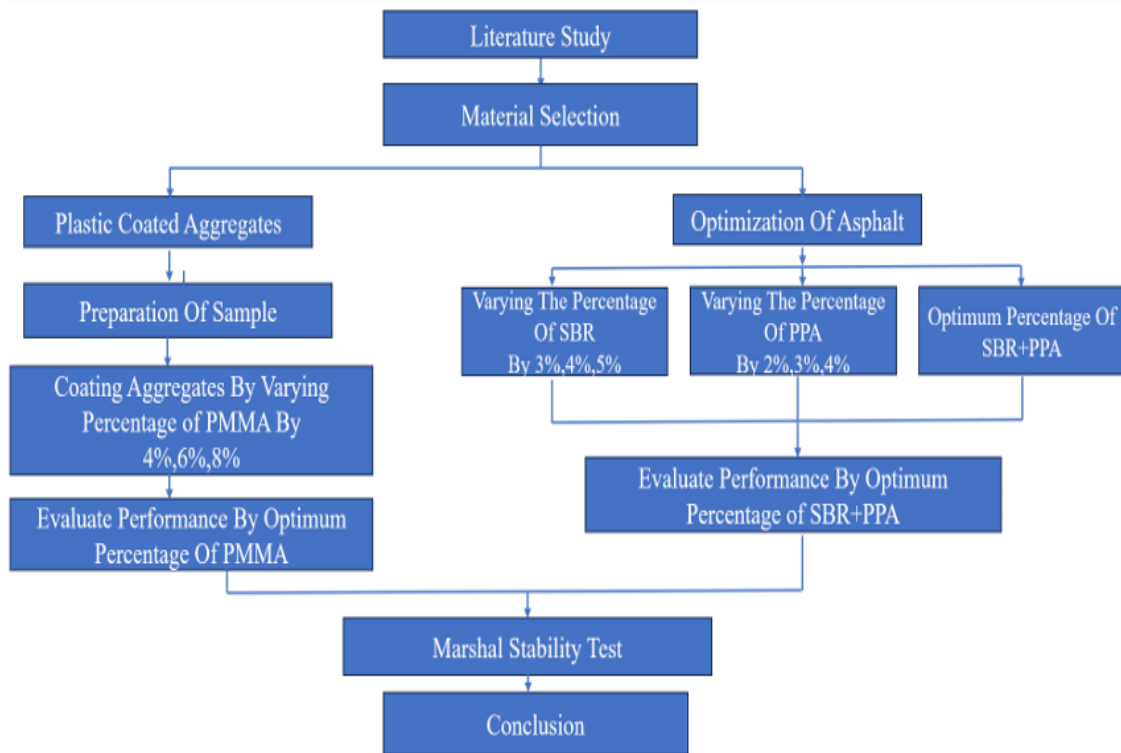 Literature Study
Material Selection
Plastic Coated Aggregates
Preparation Of Sample
Coating Aggregates By Varying
Percentage of PMMA By
4%,6%,8%
Evaluate Performance By Optimum
Percentage Of PMMA
Optimization Of Asphalt
Varying The Percentage
Of SBR
By 3%,4%,5%
Varying The Percentage
Of PPA
By 2%,3%,4%
Optimum Percentage Of
SBR+PPA
Evaluate Performance By Optimum
Percentage of SBR+PPA
Marshal Stability Test
Conclusion